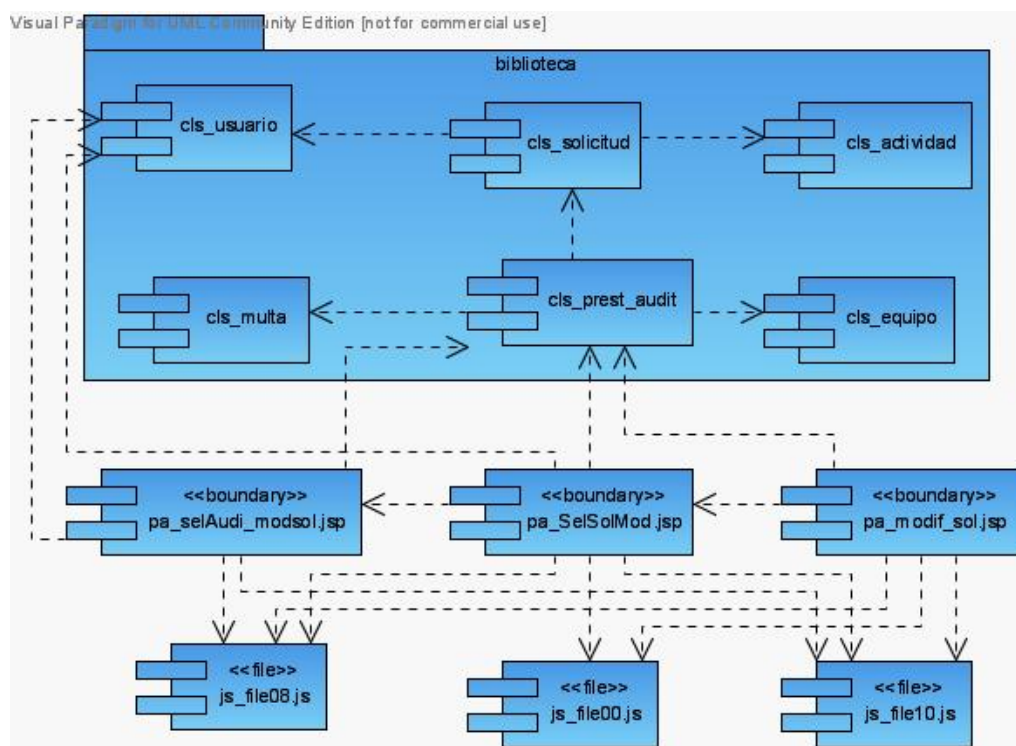 Visual Paradigm for UML Community Edition [not for commercial use]
biblioteca
cls_usuario
cls_solicitud
cls_actividad
cls_multa
cls_prest_audit
cls_equipo
<<boundary>>
pa_selAudi_modsol.jsp
<<boundary>>
pa_SelSolMod.jsp
<<boundary>>
pa_modif_sol.jsp
<<file>>
js_file08.js
<<file>>
js_file00.js
<<file>>
js_file10.js